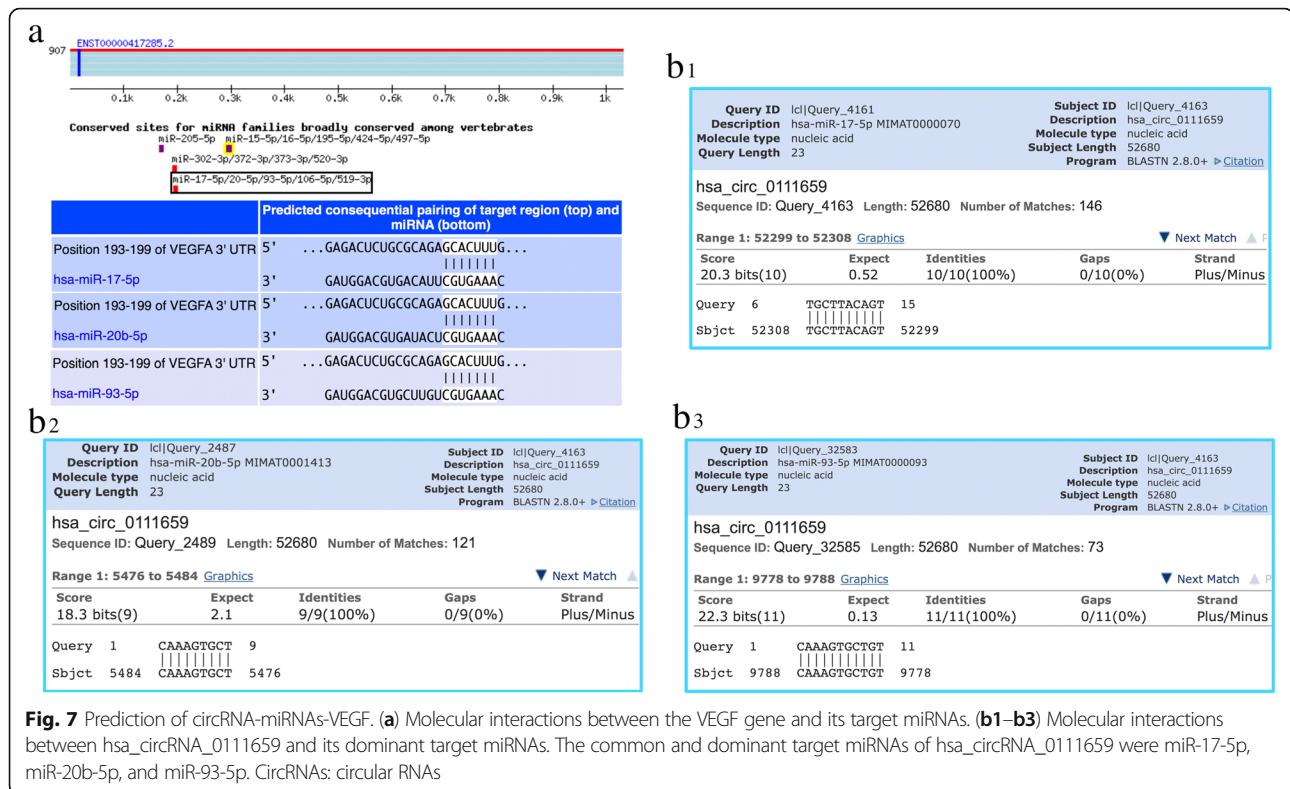 a
ENST00000417285.2
907
0.1k 0.2k 0.3k 0.4k 0.5k 0.6k 0.7k 0.8k 0.9k 1k
Conserved sites for miRNA families broadly conserved among vertebrates
miR-205-5p miR-15-5p/16-5p/195-5p/424-5p/497-5p
miR-302-3p/372-3p/373-3p/520-3p
miR-17-5p/20-5p/93-5p/106-5p/519-3p
Predicted consequential pairing of target region (top) and
miRNA (bottom)
Position 193-199 of VEGFA 3' UTR 5' ...GAGACUCUGCGCAGAGCACUUUG...
hsa-miR-17-5p 3' GAUGGACGUGACAUUCGUGAAAC
Position 193-199 of VEGFA 3' UTR 5' ...GAGACUCUGCGCAGAGCACUUUG...
hsa-miR-20b-5p 3' GAUGGACGUGAUACUCGUGAAAC
Position 193-199 of VEGFA 3' UTR 5' ...GAGACUCUGCGCAGAGCACUUUG...
hsa-miR-93-5p 3' GAUGGACGUGCUUGUCGUGAAAC
b1
Query ID lcl|Query_4161
Description hsa-miR-17-5p MIMAT0000070
Molecule type nucleic acid
Query Length 23
Subject ID lcl|Query_4163
Description hsa_circ_0111659
Molecule type nucleic acid
Subject Length 52680
Program BLASTN 2.8.0+ Citation
hsa_circ_0111659
Sequence ID: Query_4163 Length: 52680 Number of Matches: 146
Range 1: 52299 to 52308 Graphics Next Match P
Score Expect Identities Gaps Strand
20.3 bits(10) 0.52 10/10(100%) 0/10(0%) Plus/Minus
Query 6 TGCTTACAGT 15
Sbjct 52308 TGCTTACAGT 52299
b2
Query ID lcl|Query_2487
Description hsa-miR-20b-5p MIMAT0001413
Molecule type nucleic acid
Query Length 23
Subject ID lcl|Query_4163
Description hsa_circ_0111659
Molecule type nucleic acid
Subject Length 52680
Program BLASTN 2.8.0+ Citation
hsa_circ_0111659
Sequence ID: Query_2489 Length: 52680 Number of Matches: 121
Range 1: 5476 to 5484 Graphics Next Match
Score Expect Identities Gaps Strand
18.3 bits(9) 2.1 9/9(100%) 0/9(0%) Plus/Minus
Query 1 CAAAGTGCT 9
Sbjct 5484 CAAAGTGCT 5476
b3
Query ID lcl|Query_32583
Description hsa-miR-93-5p MIMAT0000093
Molecule type nucleic acid
Query Length 23
Subject ID lcl|Query_4163
Description hsa_circ_0111659
Molecule type nucleic acid
Subject Length 52680
Program BLASTN 2.8.0+ Citation
hsa_circ_0111659
Sequence ID: Query_32585 Length: 52680 Number of Matches: 73
Range 1: 9778 to 9788 Graphics Next Match P
Score Expect Identities Gaps Strand
22.3 bits(11) 0.13 11/11(100%) 0/11(0%) Plus/Minus
Query 1 CAAAGTGCTGT 11
Sbjct 9788 CAAAGTGCTGT 9778
Fig. 7 Prediction of circRNA-miRNAs-VEGF. (a) Molecular interactions between the VEGF gene and its target miRNAs. (b1–b3) Molecular interactions
between hsa_circRNA_0111659 and its dominant target miRNAs. The common and dominant target miRNAs of hsa_circRNA_0111659 were miR-17-5p,
miR-20b-5p, and miR-93-5p. CircRNAs: circular RNAs